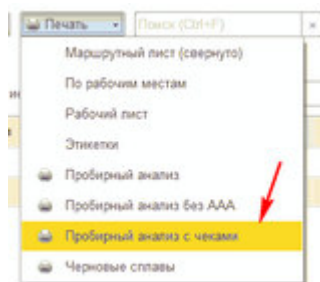 Печать
Поиск (Ctrl+F)
×
Маршрутный лист (свернуто)
По рабочим местам
Рабочий лист
Этикетки
Пробирный анализ
Пробирный анализ без ААА
Пробирный анализ с чеками
Черновые сплавы